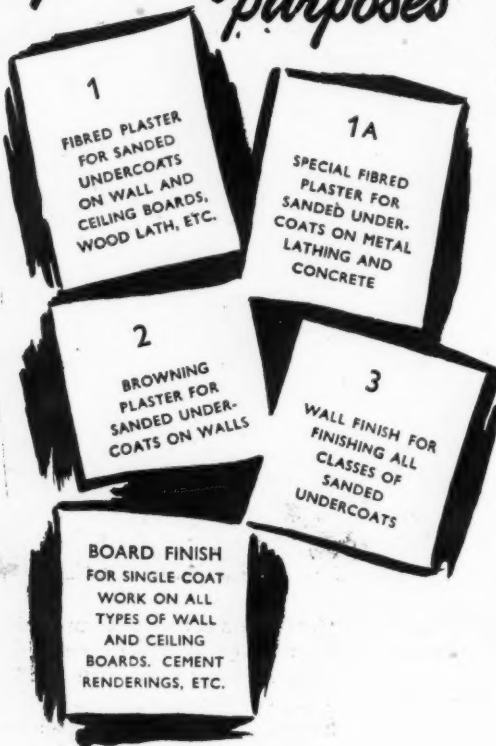 purposes
1
FIBRED PLASTER
FOR SANDED
UNDERCOATS
ON WALL AND
CEILING BOARDS,
WOOD LATH, ETC.
1A
SPECIAL FIBRED
PLASTER FOR
SANDED UNDER-
COATS ON METAL
LATHING AND
CONCRETE
2
BROWNING
PLASTER FOR
SANDED UNDER-
COATS ON WALLS
3
WALL FINISH FOR
FINISHING ALL
CLASSES OF
SANDED
UNDERCOATS
BOARD FINISH
FOR SINGLE COAT
WORK ON ALL
TYPES OF WALL
AND CEILING
BOARDS. CEMENT
RENDERINGS, ETC.